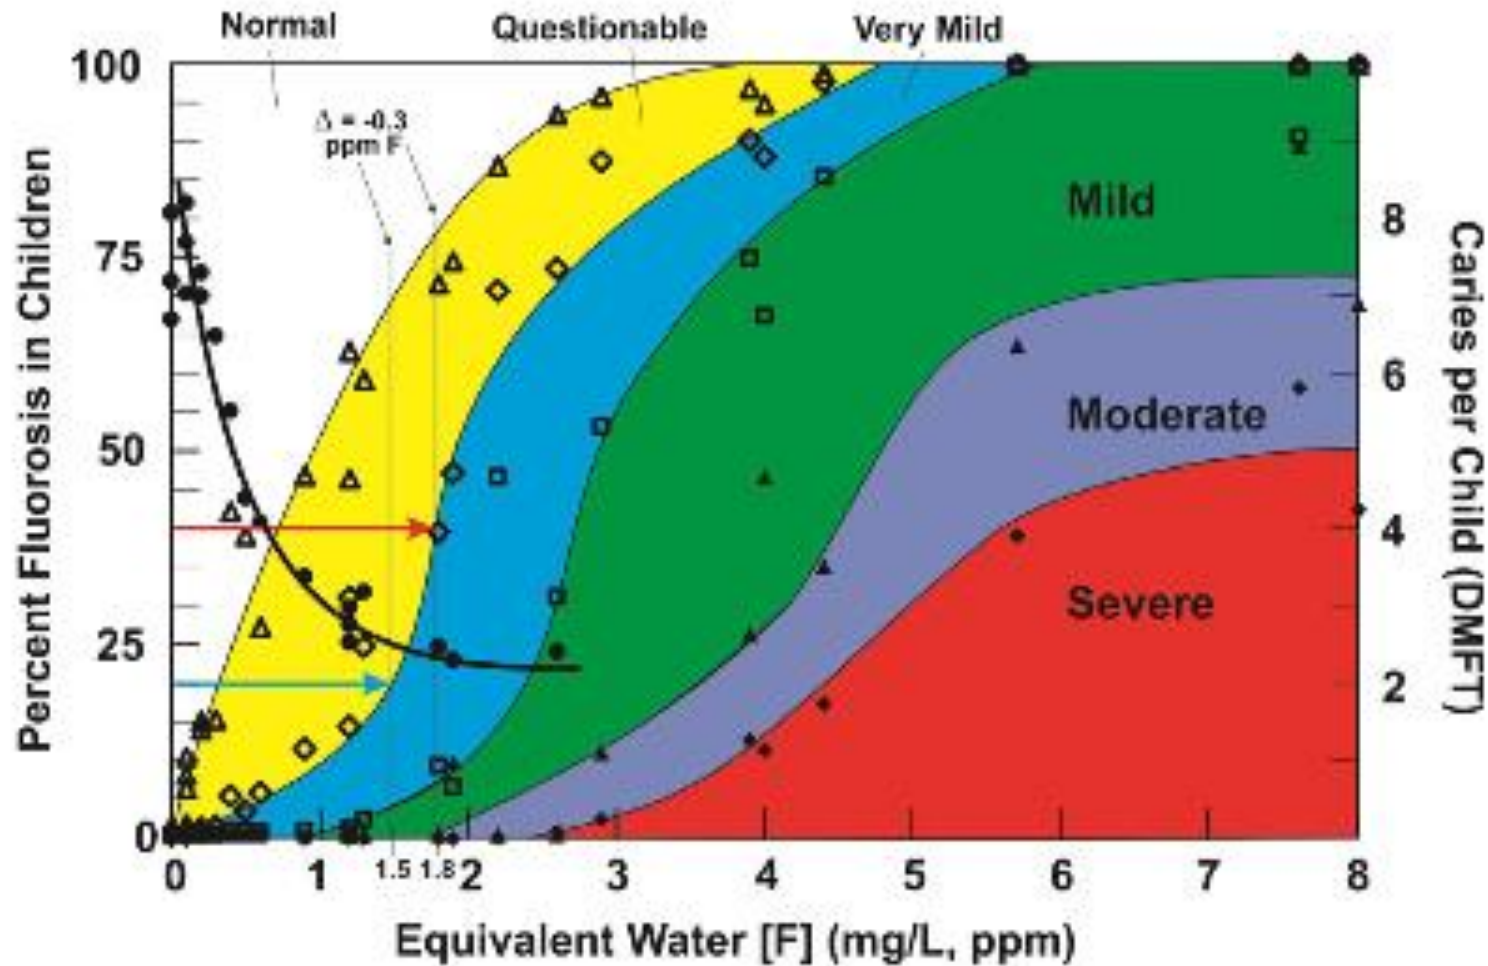 Normal
Questionable
Very Mild
Δ = -0.3
ppm F
100
75
50
25
0
Percent Fluorosis in Children
Mild
Moderate
Severe
8
6
4
2
Caries per Child (DMFT)
0 1 1.5 1.8 2 3 4 5 6 7 8
Equivalent Water [F] (mg/L, ppm)